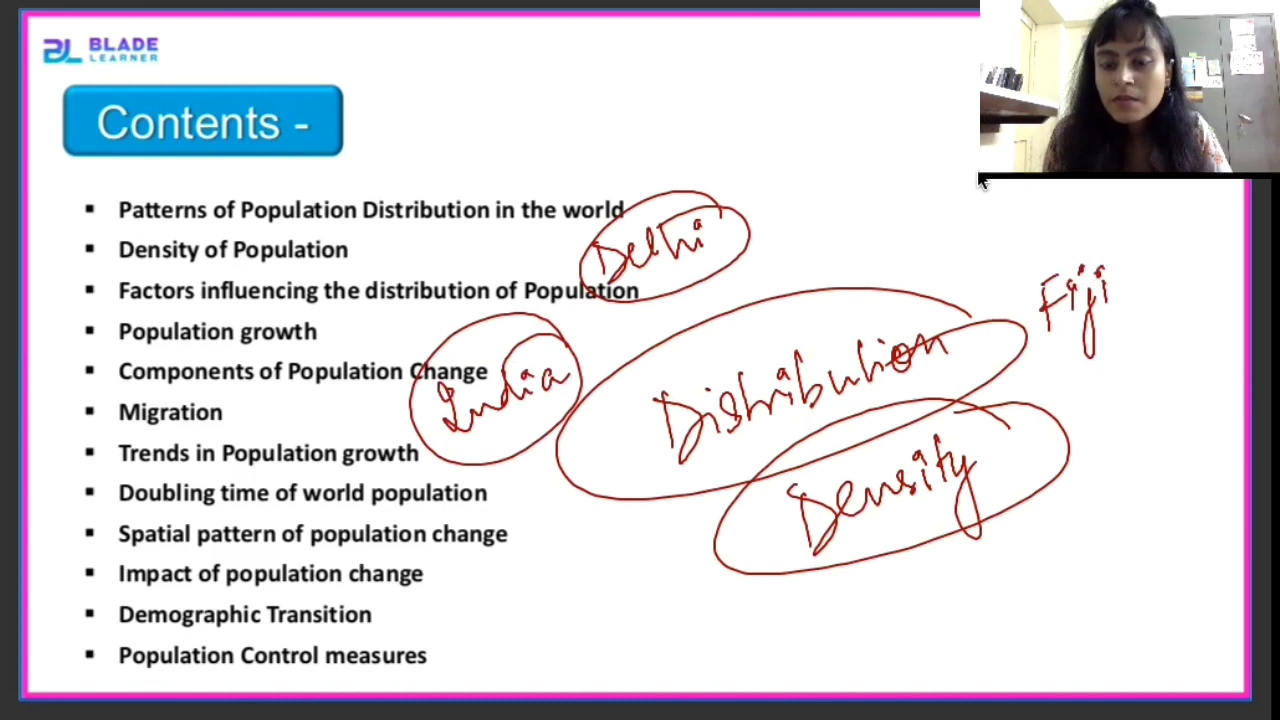 BLADE
LEARNER
Contents -
▪ Patterns of Population Distribution in the world
▪ Density of Population
▪ Factors influencing the distribution of Population
▪ Population growth
▪ Components of Population Change
▪ Migration
▪ Trends in Population growth
▪ Doubling time of world population
▪ Spatial pattern of population change
▪ Impact of population change
▪ Demographic Transition
▪ Population Control measures
Delhi
Fiji
India
Distribution
Density